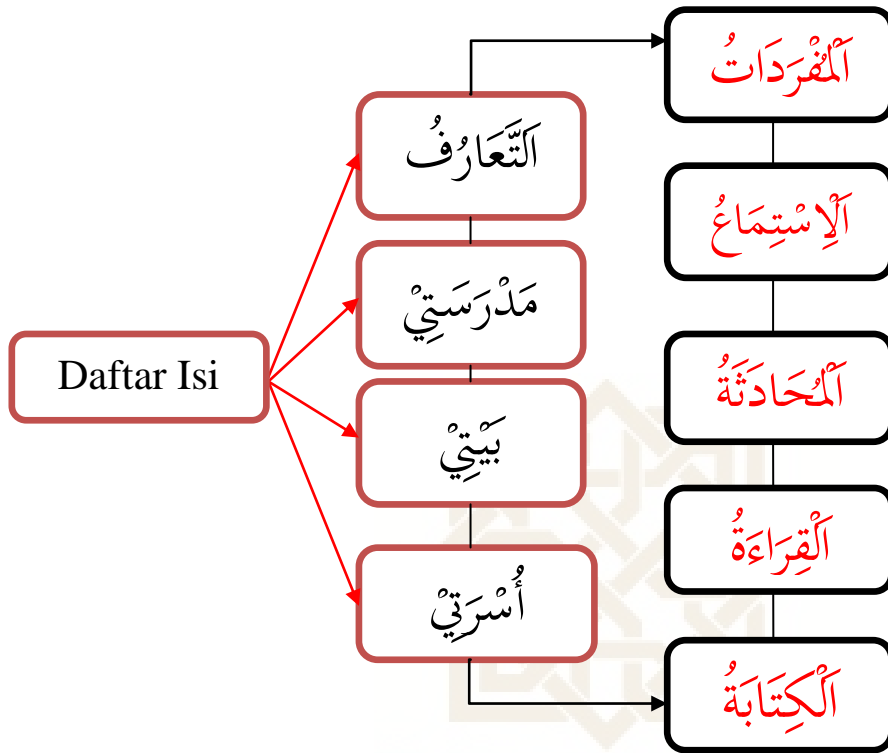 Daftar Isi
اَلتَّعَارُفُ
مَدْرَسَتِيْ
بَيْتِيْ
أُسْرَتِيْ
اَلْمُفْرَدَاتُ
اَلْاِسْتِمَاعُ
اَلْمُحَادَثَةُ
اَلْقِرَاءَةُ
اَلْكِتَابَةُ